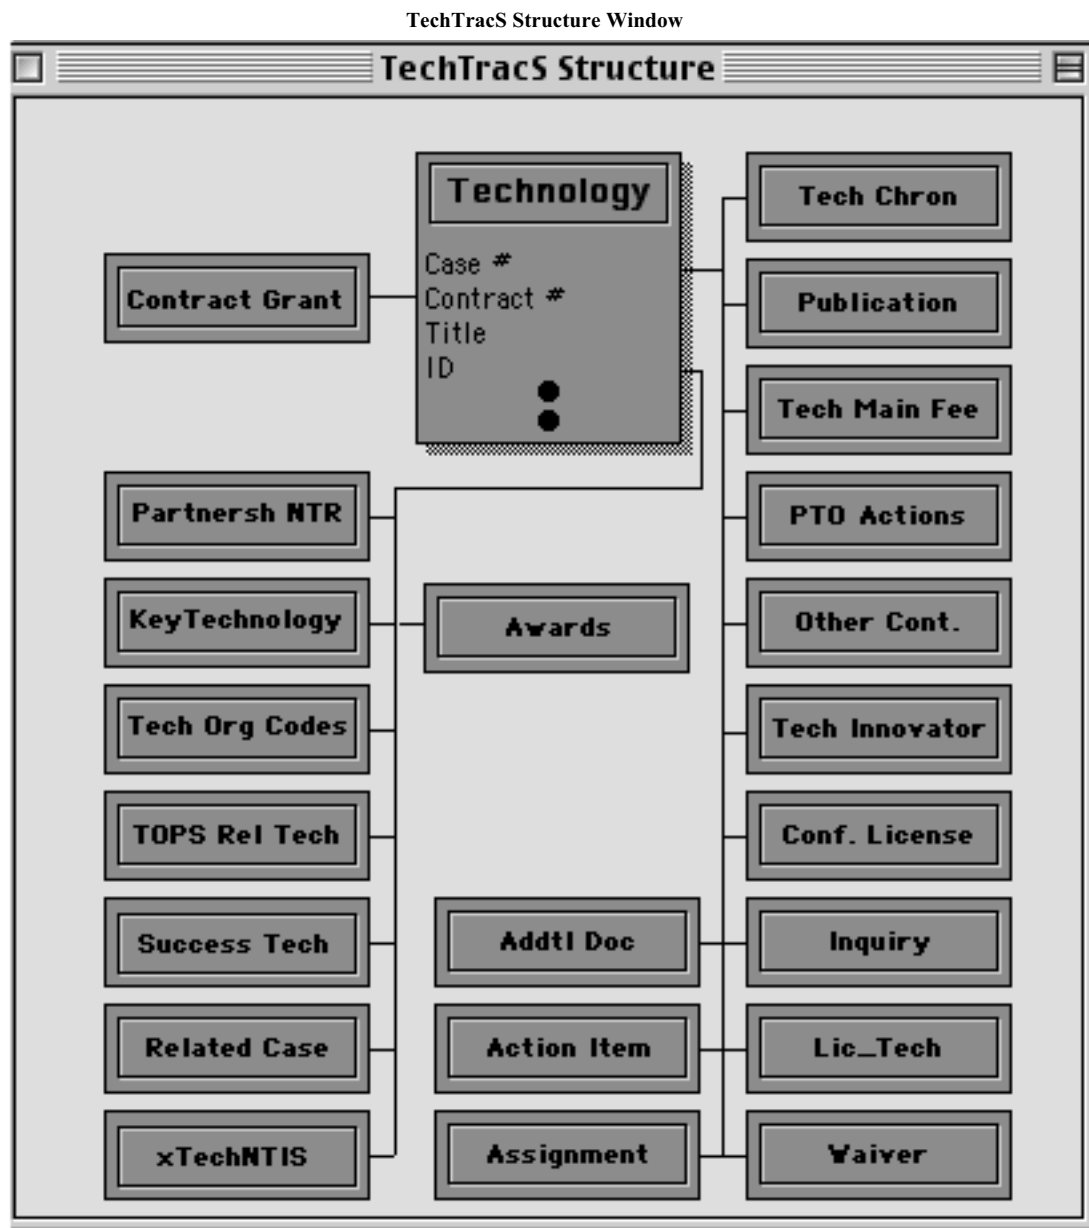 TechTracS Structure Window
TechTracS Structure
Technology
Case #
Contract #
Title
ID
Contract Grant
Partnersh NTR
KeyTechnology
Tech Org Codes
TOPS Rel Tech
Success Tech
Related Case
xTechNTIS
Awards
Addtl Doc
Action Item
Assignment
Tech Chron
Publication
Tech Main Fee
PTO Actions
Other Cont.
Tech Innovator
Conf. License
Inquiry
Lic_Tech
Waiver